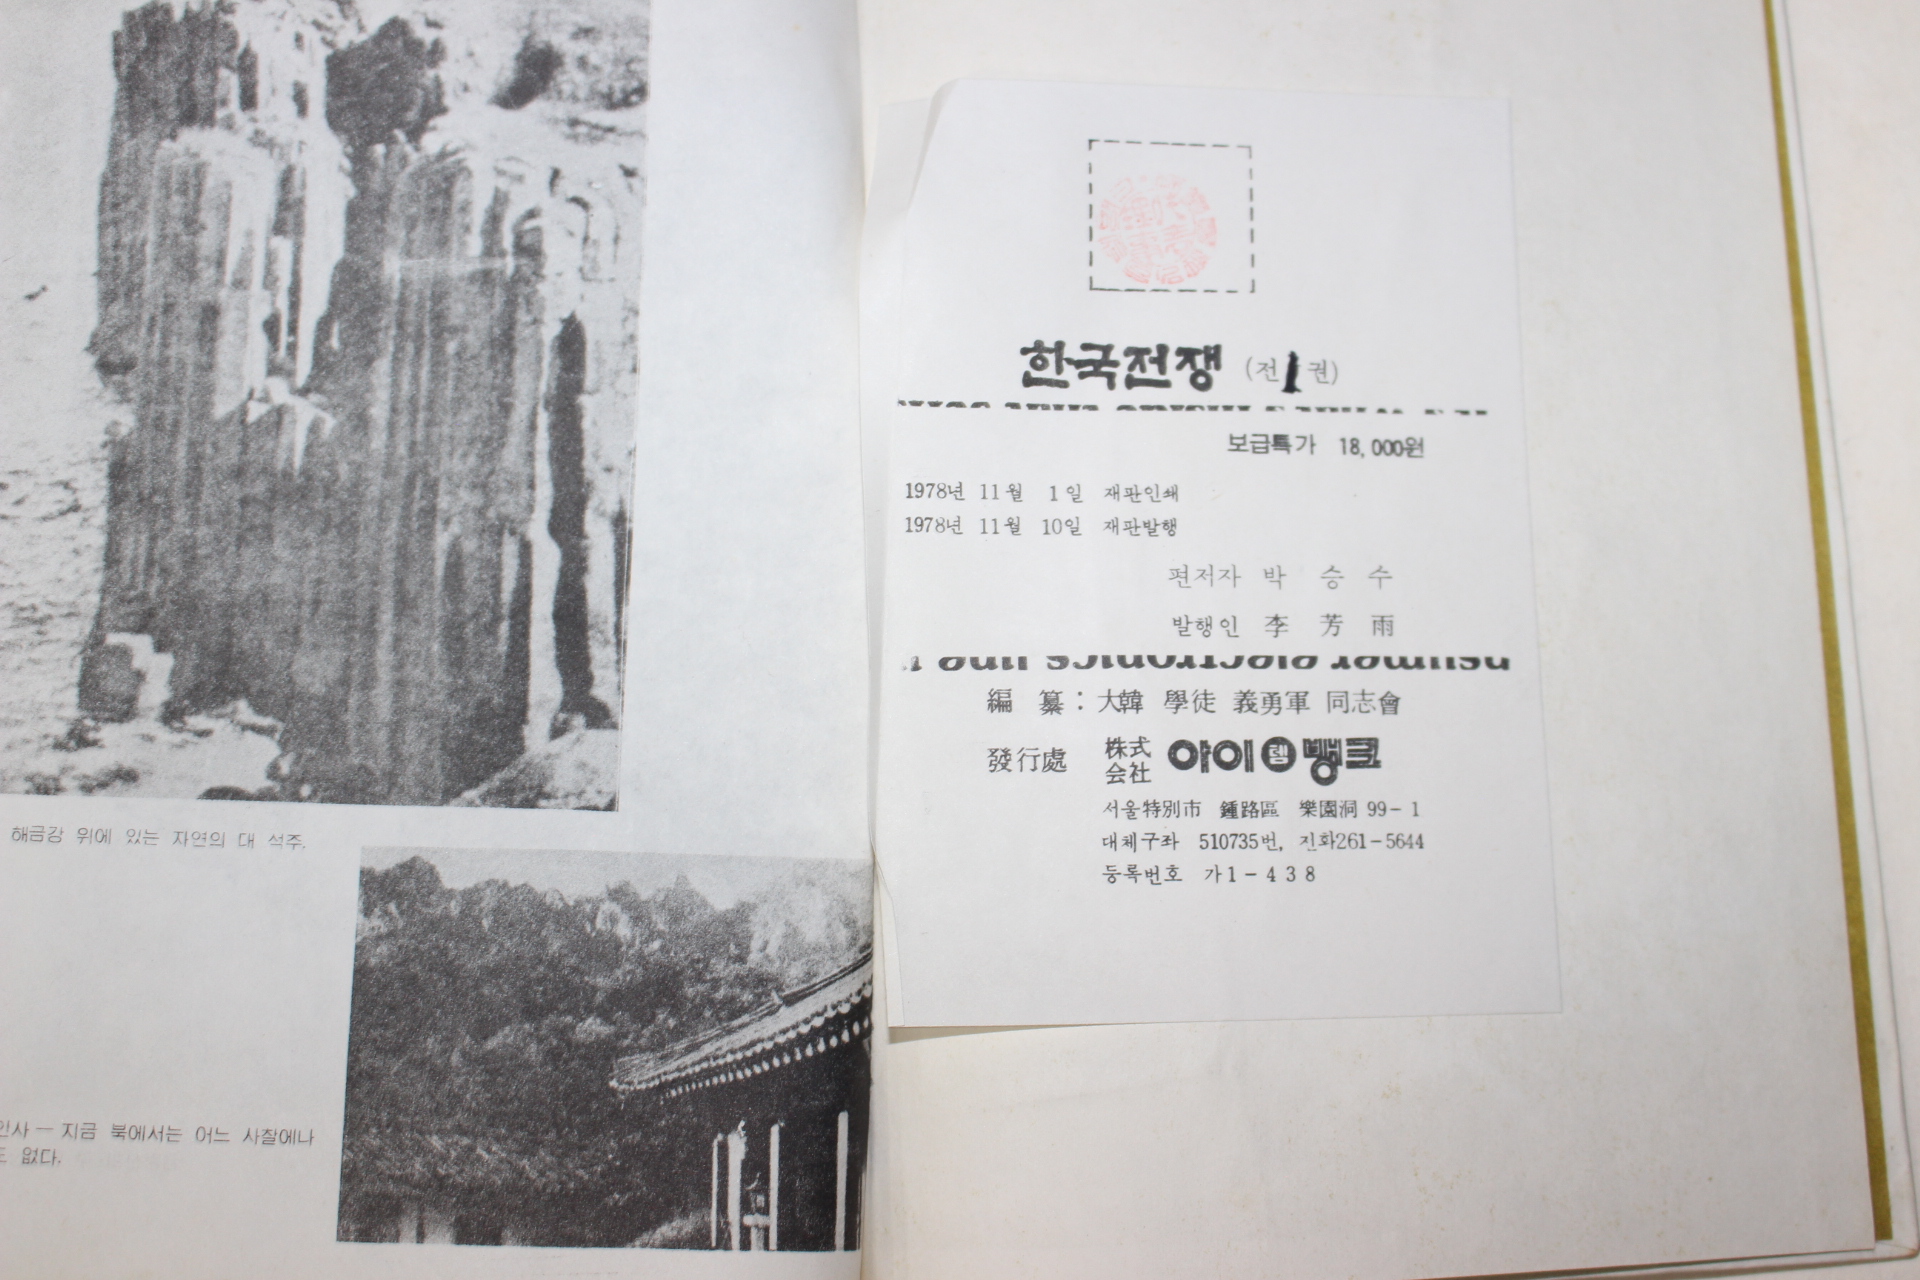 해금강 위에 있는 자연의 대 석주.
지금 북에서는 어느 사찰에나
없다.
한국전쟁 (전1권)
보급특가 18,000원
1978년 11월 1일 재판인쇄
1978년 11월 10일 재판발행
편저자 박 승 수
발행인 李 芳 雨
編 纂 : 大韓 學徒 義勇軍 同志會
發行處 株式会社 아이템뱅크
서울特別市 鍾路區 樂園洞 99-1
대체구좌 510735번, 전화261-5644
등록번호 가1-438